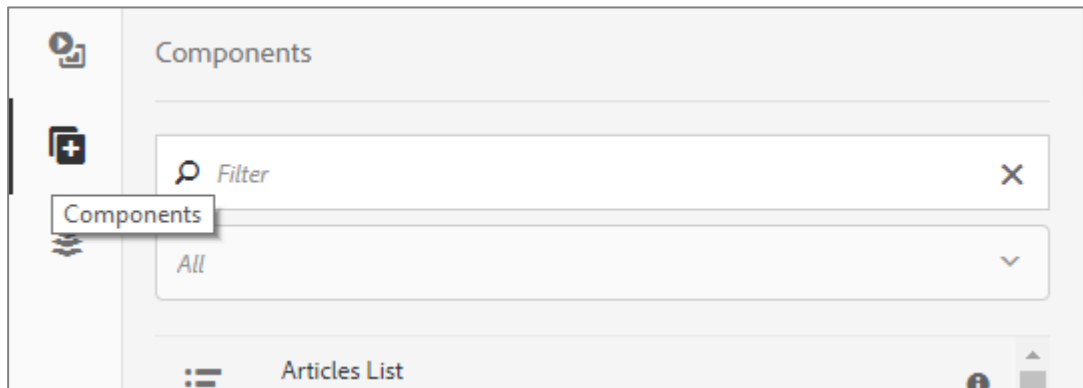 Components
Filter
Components
All
Articles List